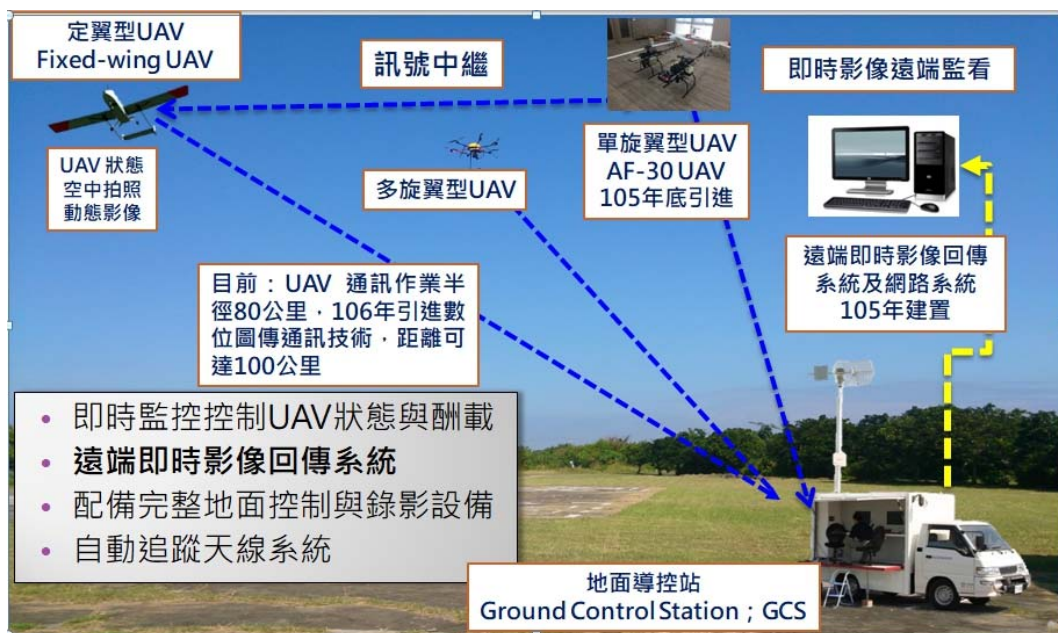 定翼型UAV
Fixed-wing UAV
訊號中繼
即時影像遠端監看
UAV 狀態
空中拍照
動態影像
多旋翼型UAV
單旋翼型UAV
AF-30 UAV
105年底引進
遠端即時影像回傳
系統及網路系統
105年建置
目前：UAV 通訊作業半
徑80公里，106年引進數
位圖傳通訊技術，距離可
達100公里
• 即時監控控制UAV狀態與酬載
• 遠端即時影像回傳系統
• 配備完整地面控制與錄影設備
• 自動追蹤天線系統
地面導控站
Ground Control Station；GCS